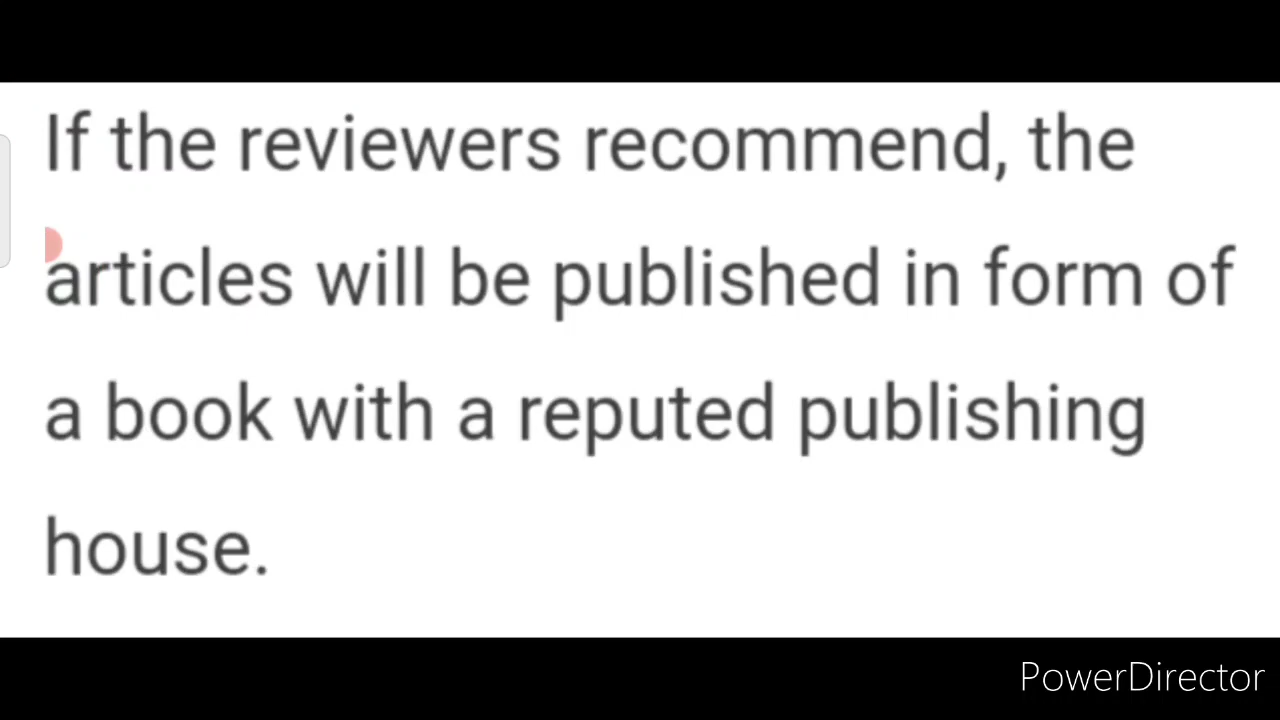 If the reviewers recommend, the
articles will be published in form of
a book with a reputed publishing
house.
PowerDirector